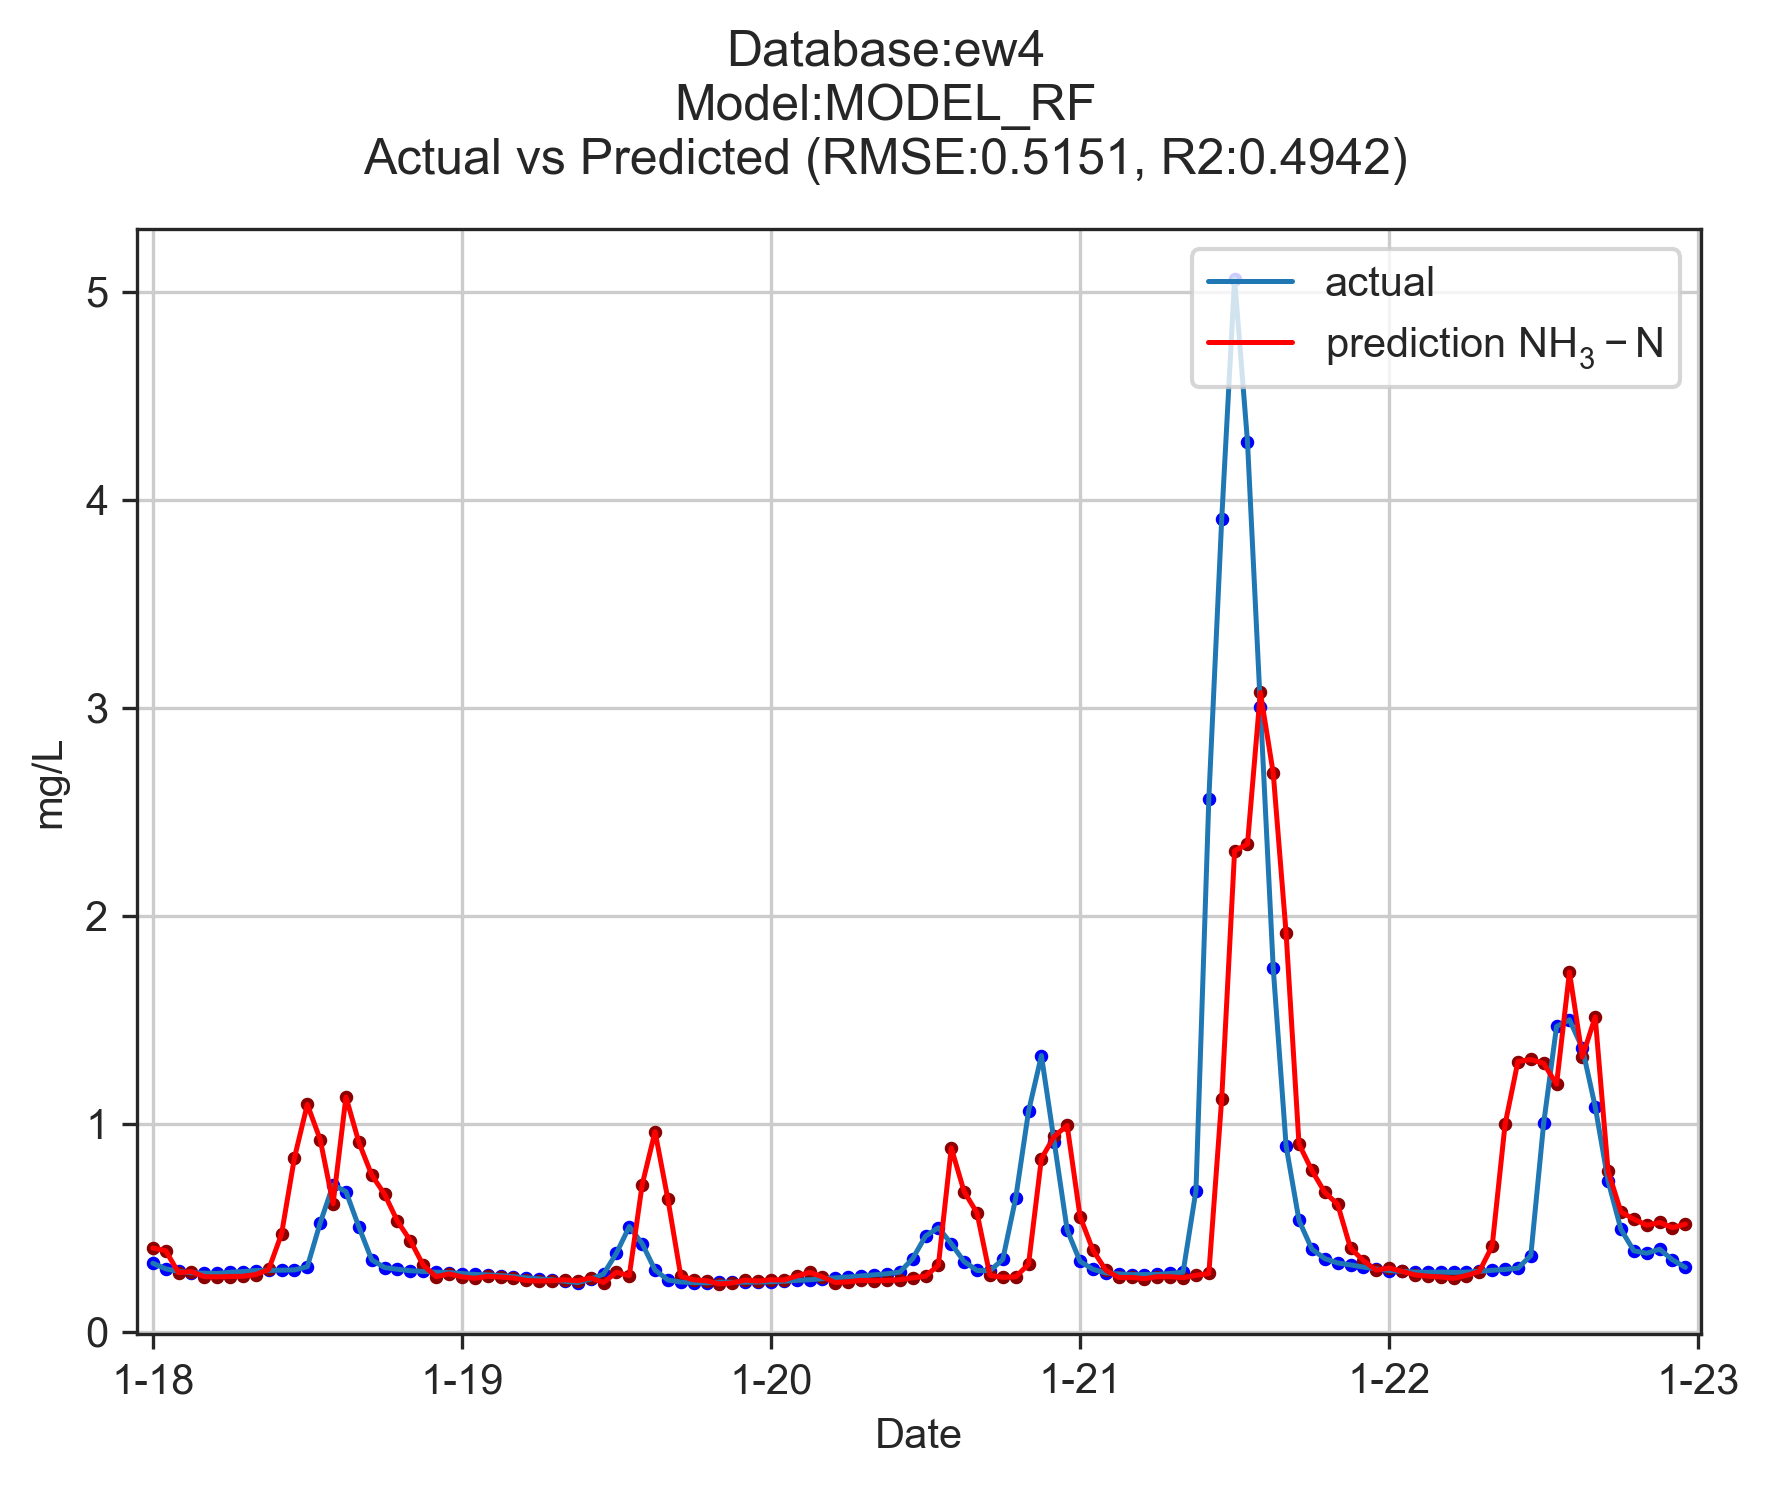 Database:ew4
Model:MODEL_RF
Actual vs Predicted (RMSE:0.5151, R2:0.4942)
actual
prediction NH₃ − N
5
4
3
2
1
0
mg/L
1-18 1-19 1-20 1-21 1-22 1-23
Date